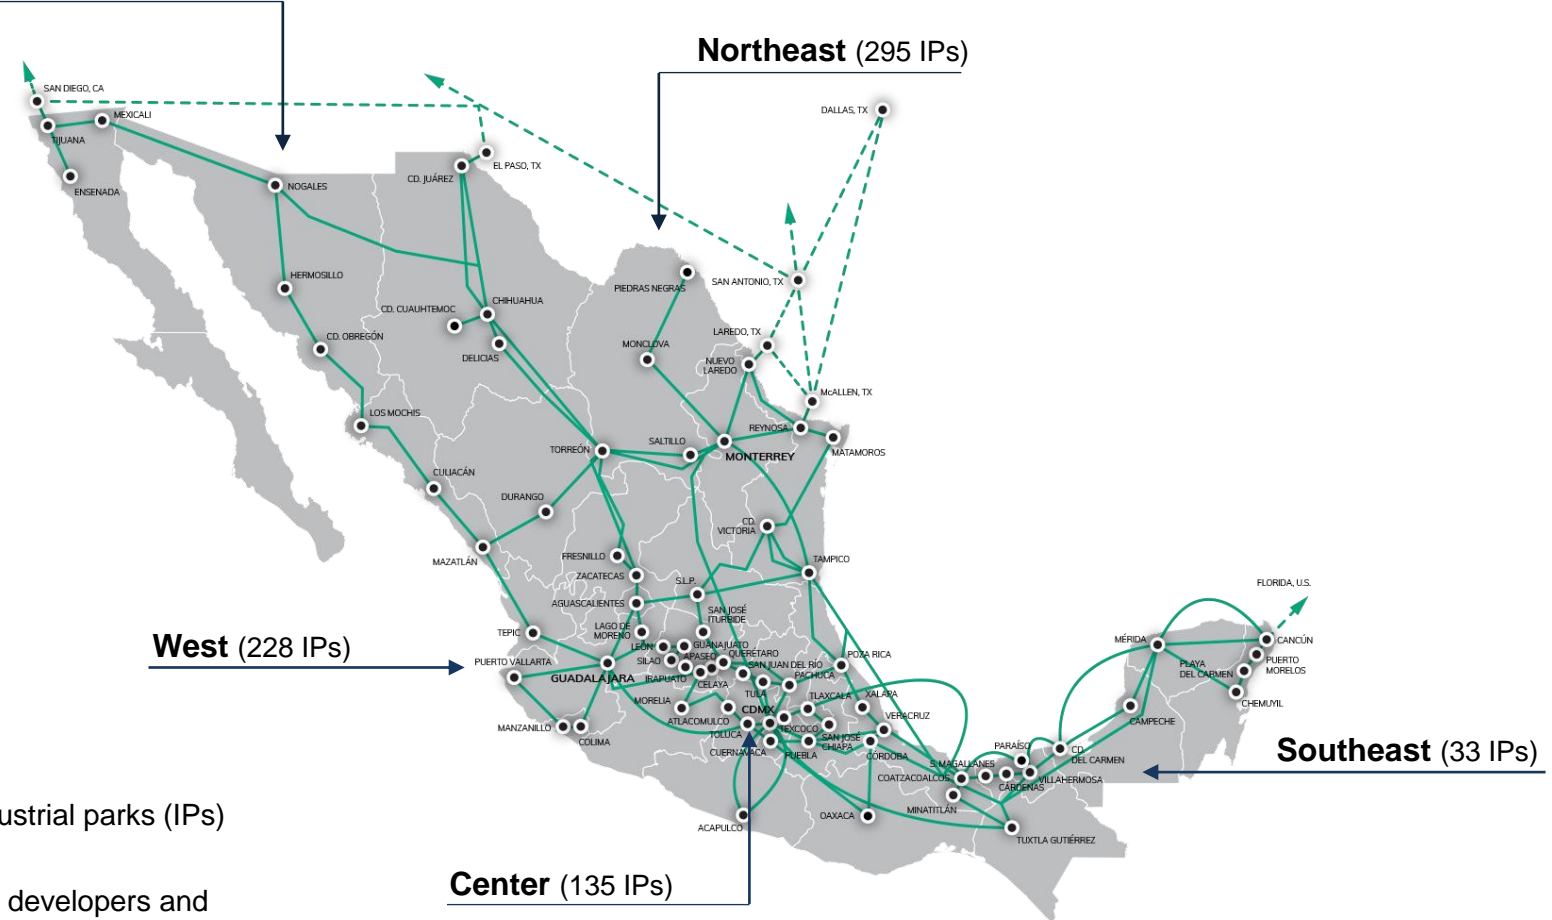 Northeast (295 IPs)
SAN DIEGO, CA
MEXICALI
TIJUANA
ENSENADA
NOGALES
CD. JUÁREZ
EL PASO, TX
DALLAS, TX
HERMOSILLO
CD. OBREGÓN
CD. CUAUHTEMOC
CHIHUAHUA
DELICIAS
PIEDRAS NEGRAS
SAN ANTONIO, TX
MONCLOVA
LAREDO, TX
NUEVO
LAREDO
McALLEN, TX
LOS MOCHIS
REYNOSA
MATAMOROS
TORREÓN
SALTILLO
MONTERREY
CULIACÁN
DURANGO
CD.
VICTORIA
MAZATLÁN
FRESNILLO
ZACATECAS
S.L.P.
TAMPICO
AGUASCALIENTES
SAN JOSÉ
ITURBIDE
LAGO DE
MORENO
FLORIDA, U.S.
West (228 IPs)
TEPIC
LEÓN
GUANAJUATO
SILAO
APASEO
QUERÉTARO
PUERTO VALLARTA
GUADALAJARA
IRAPUATO
CELAYA
SAN JUAN DEL RÍO
POZA RICA
PACHUCA
TULA
MORELIA
TLAXCALA
XALAPA
CDMX
ATLACOMULCO
TEXCOCO
VERACRUZ
MANZANILLO
COLIMA
TOLUCA
SAN JOSÉ
CHIAPA
CUERNAVACA
PUEBLA
CÓRDOBA
MÉRIDA
CANCÚN
PLAYA
DEL CARMEN
PUERTO
MORELOS
CHEMUYIL
CAMPECHE
PARAÍSO
CD.
DEL CARMEN
S. MAGALLANES
COATZACOALCOS
CÁRDENAS
VILLAHERMOSA
MINATITLÁN
Southeast (33 IPs)
ACAPULCO
OAXACA
TUXTLA GUTIÉRREZ
ustrial parks (IPs)
Center (135 IPs)
developers and